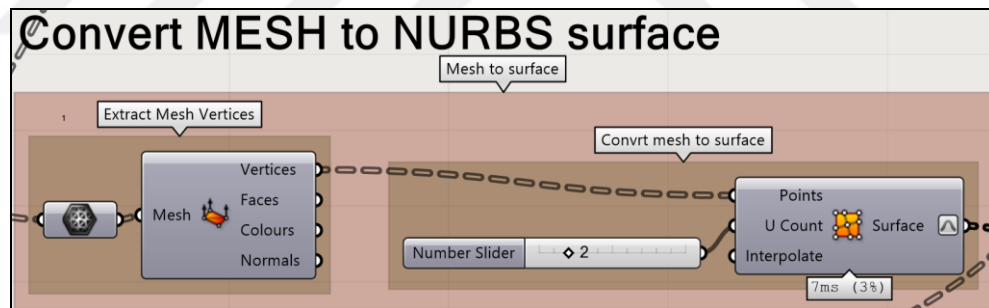 Convert MESH to NURBS surface
Mesh to surface
1
Extract Mesh Vertices
Convrt mesh to surface
Vertices
Faces
Mesh
Colours
Normals
Points
U Count
Surface
Interpolate
Number Slider
2
7ms (3%)